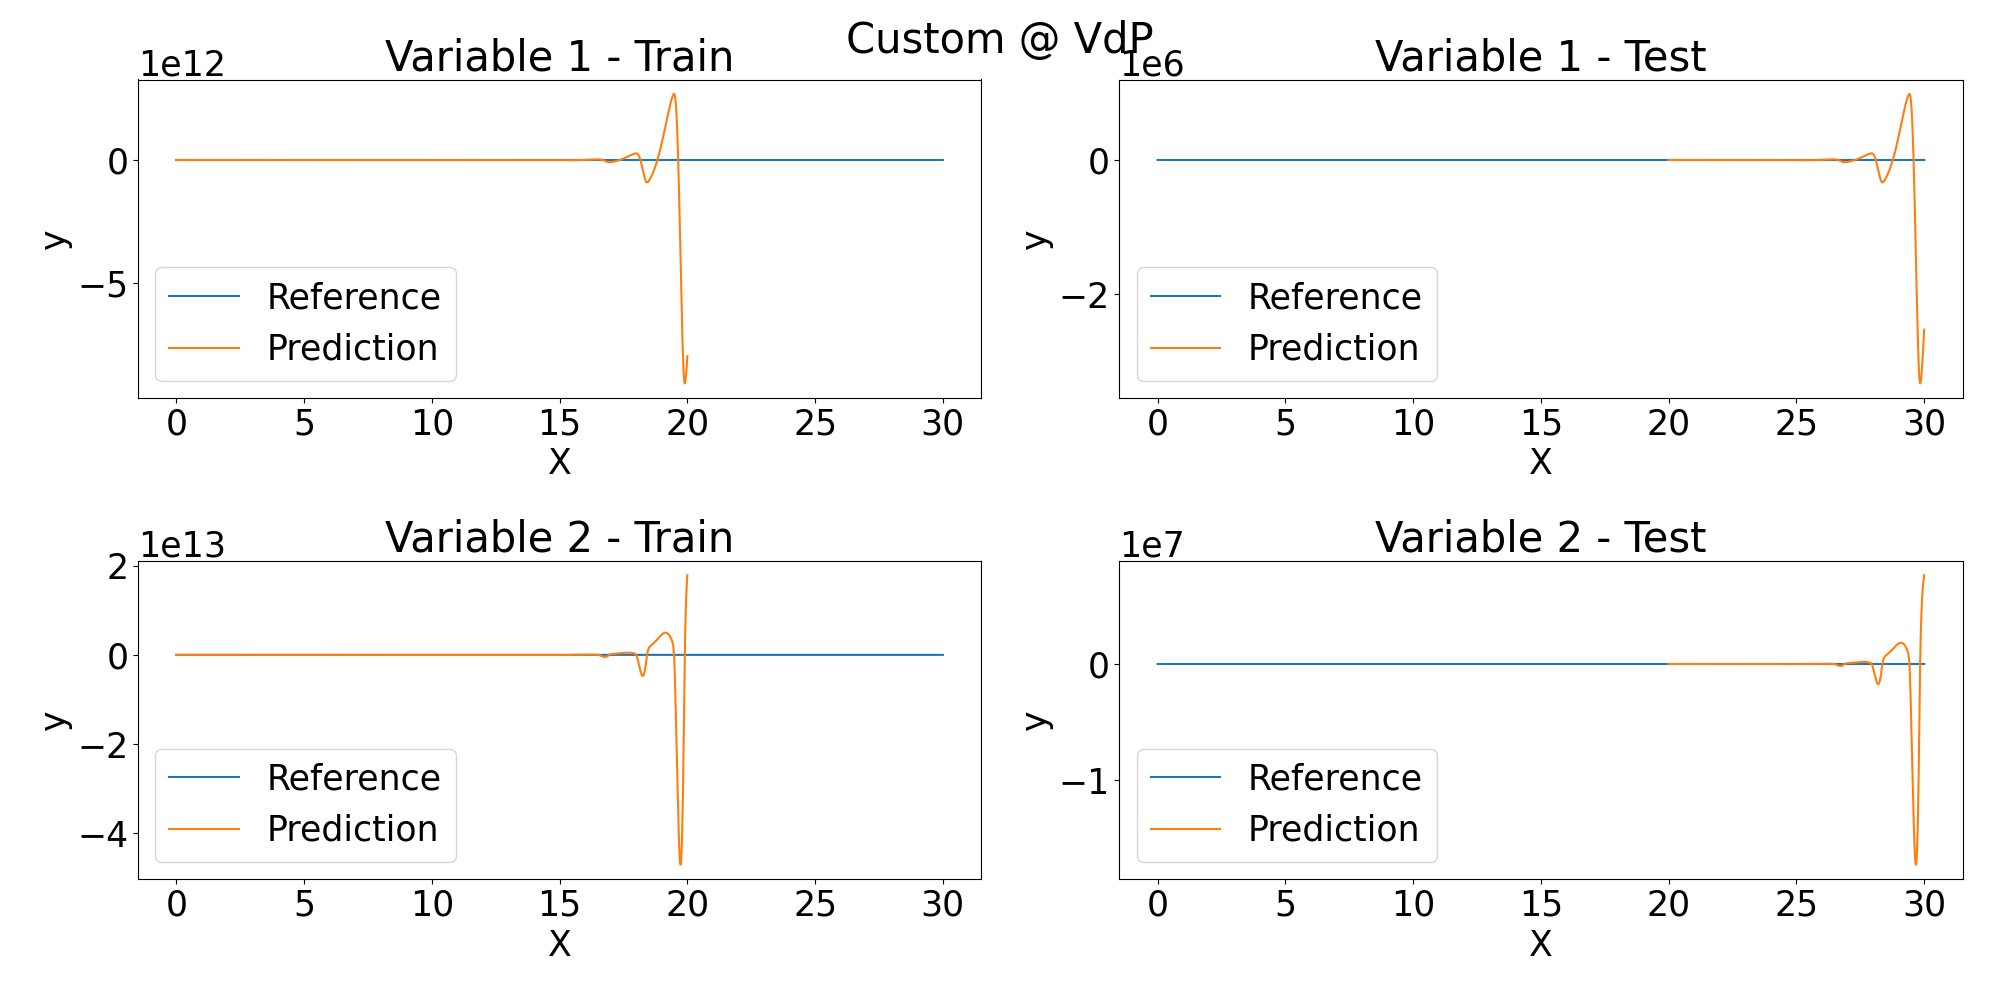 Custom @ VdP
Variable 1 - Train
1e12
0
−5
y
Reference
Prediction
0 5 10 15 20 25 30
X
Variable 1 - Test
1e6
0
−2
y
Reference
Prediction
0 5 10 15 20 25 30
X
Variable 2 - Train
1e13
2
0
−2
−4
y
Reference
Prediction
0 5 10 15 20 25 30
X
Variable 2 - Test
1e7
0
−1
y
Reference
Prediction
0 5 10 15 20 25 30
X